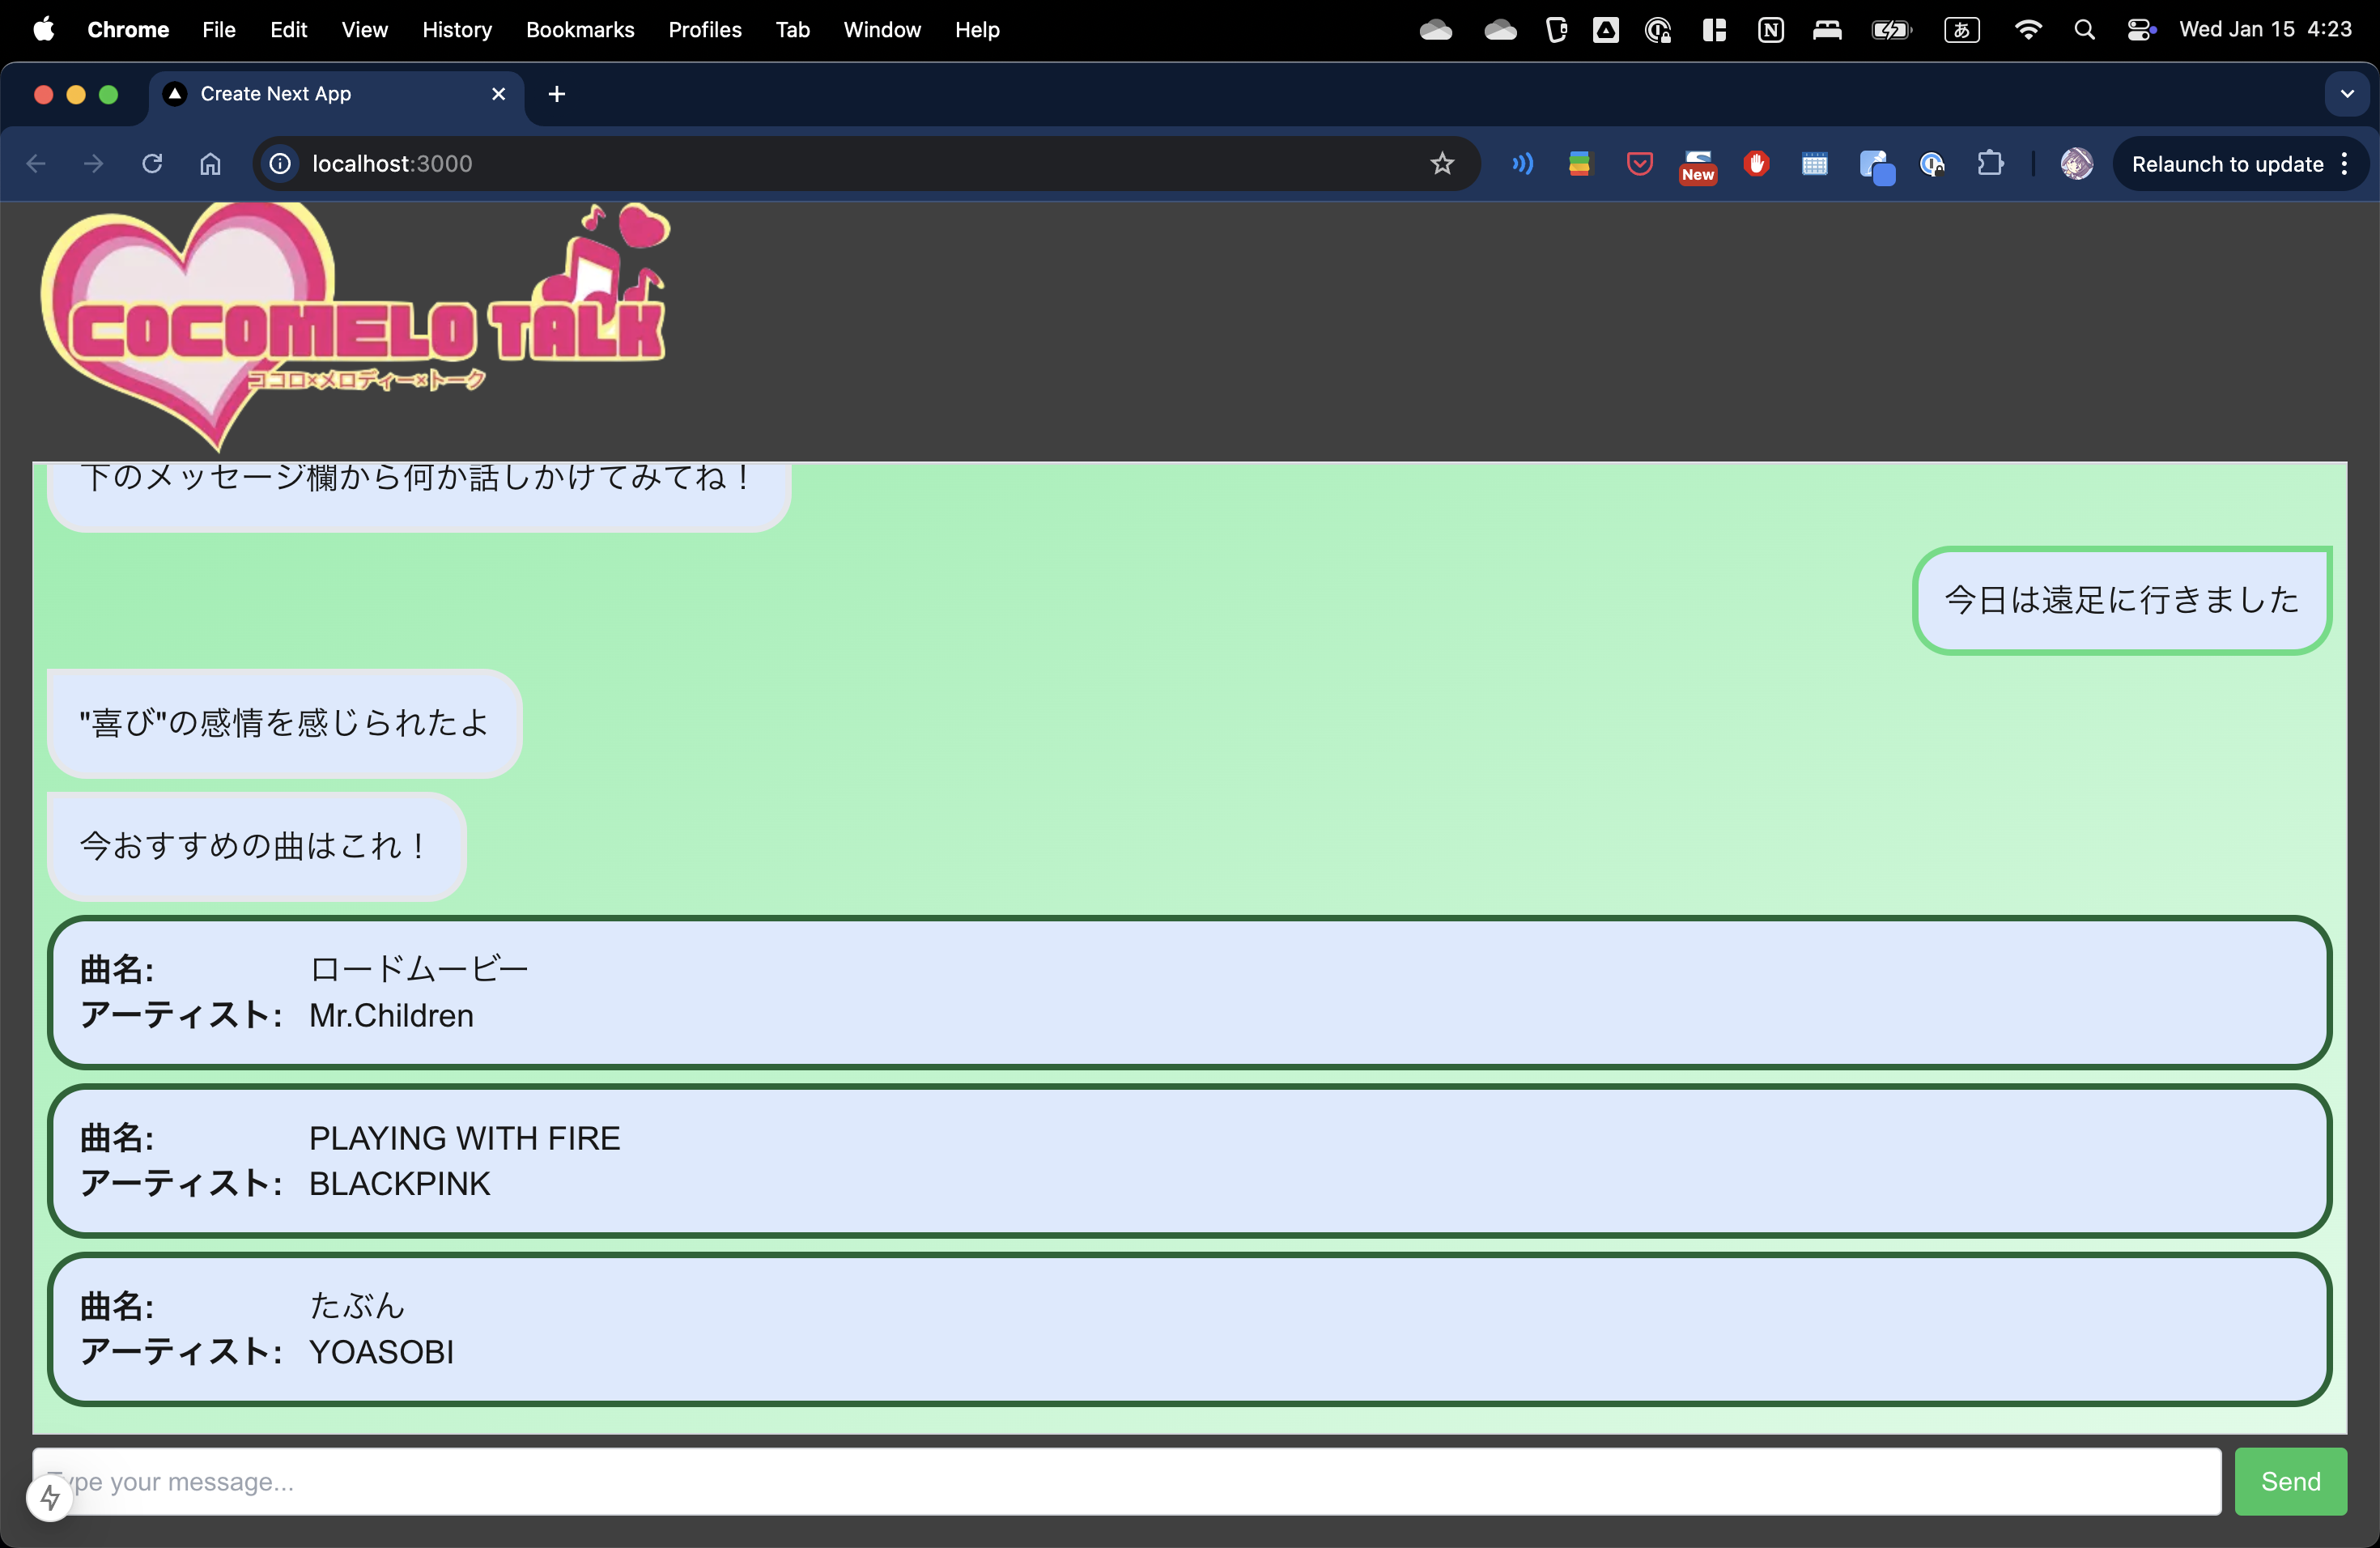 Chrome File Edit View History Bookmarks Profiles Tab Window Help あ Wed Jan 15 4:23
Create Next App
localhost:3000 New Relaunch to update
COCOMELO TALK
ココロ×メロディー×トーク
下のメッセージ欄から何か話しかけてみてね！
今日は遠足に行きました
"喜び"の感情を感じられたよ
今おすすめの曲はこれ！
曲名: ロードムービー
アーティスト: Mr.Children
曲名: PLAYING WITH FIRE
アーティスト: BLACKPINK
曲名: たぶん
アーティスト: YOASOBI
Type your message...
Send